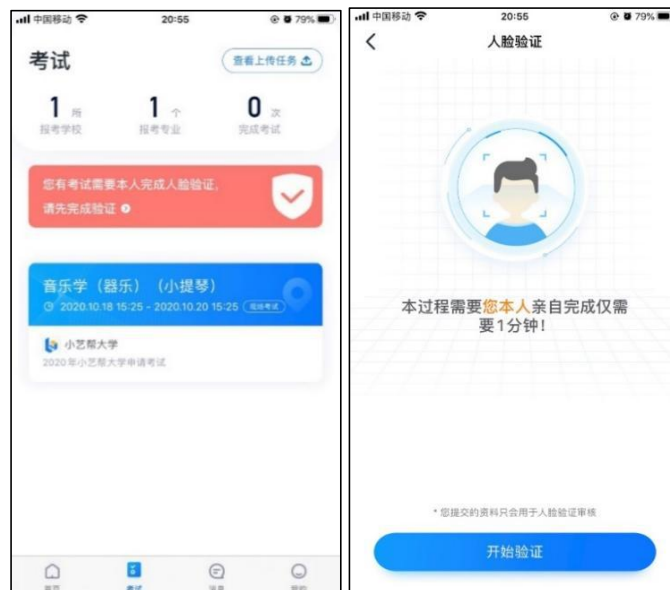 中国移动
20:55
79%
考试
查看上传任务
1 所
1 个
0 次
报考学校
报考专业
完成考试
您有考试需要本人完成人脸验证，
请先完成验证
音乐学（器乐）（小提琴）
2020.10.18 15:25 - 2020.10.20 15:25
小艺帮大学
2020年小艺帮大学申请考试
考试
中国移动
20:55
79%
人脸验证
本过程需要您本人亲自完成仅需
要1分钟！
* 您提交的资料只会用于人脸验证审核
开始验证